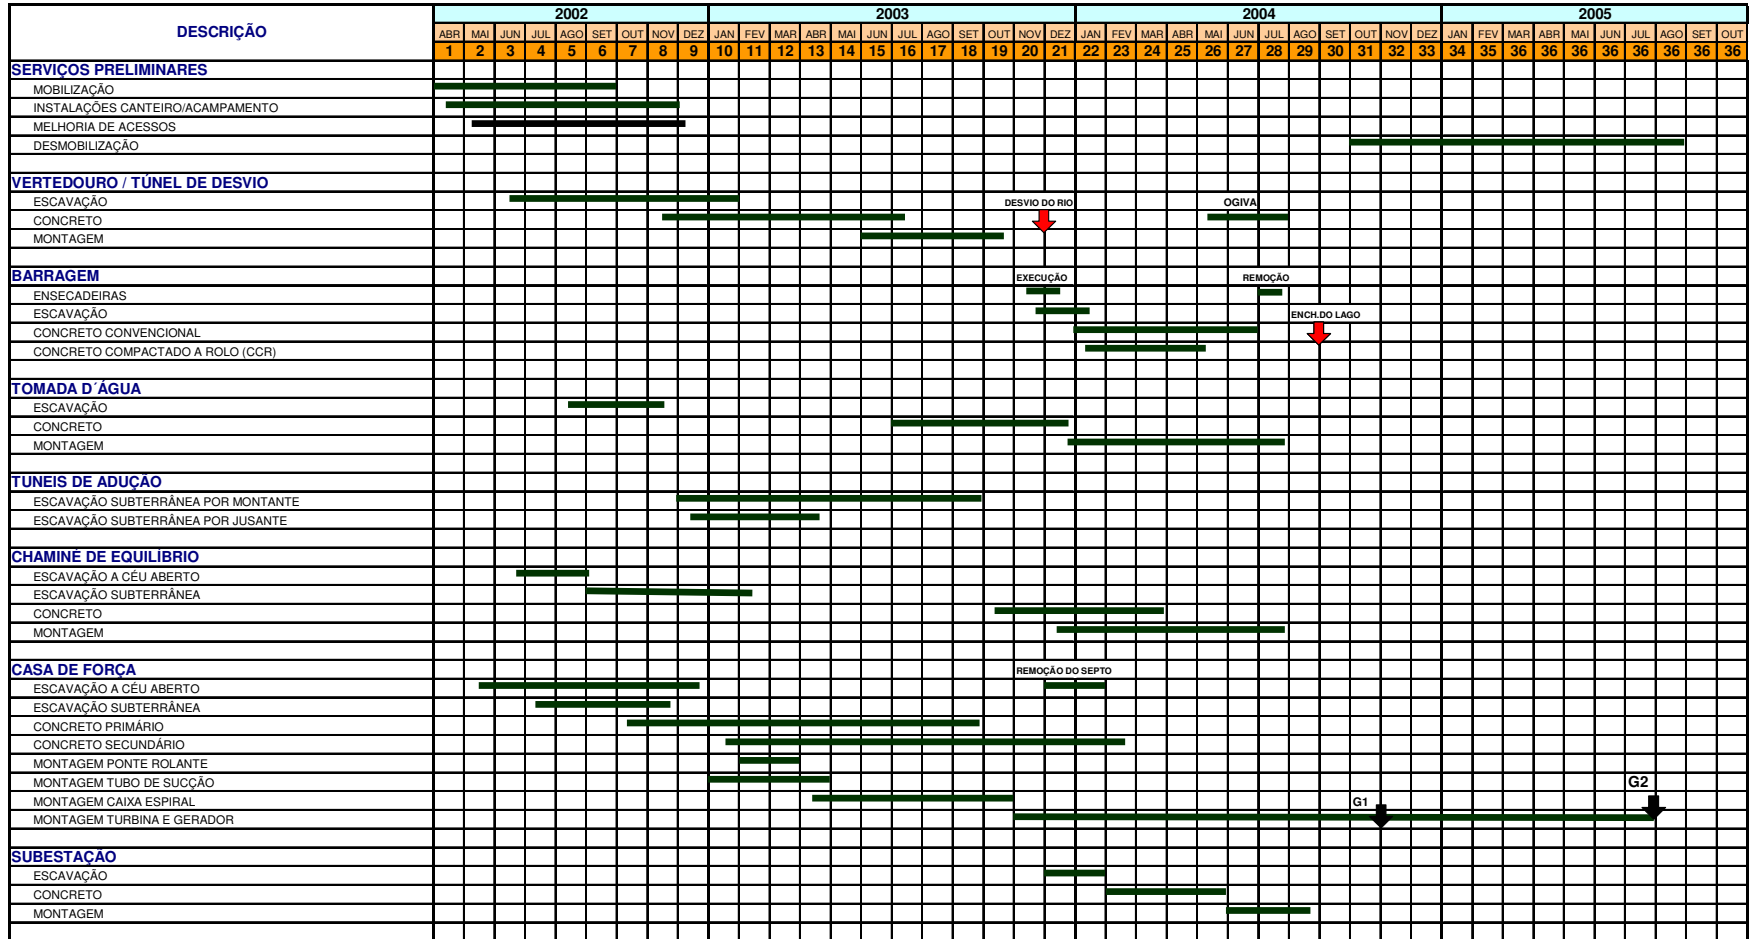 2002 2003 2004 2005
DESCRIÇÃO
ABR MAI JUN JUL AGO SET OUT NOV DEZ JAN FEV MAR ABR MAI JUN JUL AGO SET OUT NOV DEZ JAN FEV MAR ABR MAI JUN JUL AGO SET OUT NOV DEZ JAN FEV MAR ABR MAI JUN JUL AGO SET OUT
1 2 3 4 5 6 7 8 9 10 11 12 13 14 15 16 17 18 19 20 21 22 23 24 25 26 27 28 29 30 31 32 33 34 35 36 36 36 36 36 36 36 36
SERVIÇOS PRELIMINARES
MOBILIZAÇÃO
INSTALAÇÕES CANTEIRO/ACAMPAMENTO
MELHORIA DE ACESSOS
DESMOBILIZAÇÃO
VERTEDOURO / TÚNEL DE DESVIO
ESCAVAÇÃO DESVIO DO RIO OGIVA
CONCRETO
MONTAGEM
BARRAGEM EXECUÇÃO REMOÇÃO
ENSECADEIRAS
ESCAVAÇÃO ENCH.DO LAGO
CONCRETO CONVENCIONAL
CONCRETO COMPACTADO A ROLO (CCR)
TOMADA D´ÁGUA
ESCAVAÇÃO
CONCRETO
MONTAGEM
TUNEIS DE ADUÇÃO
ESCAVAÇÃO SUBTERRÂNEA POR MONTANTE
ESCAVAÇÃO SUBTERRÂNEA POR JUSANTE
CHAMINÉ DE EQUILÍBRIO
ESCAVAÇÃO A CÉU ABERTO
ESCAVAÇÃO SUBTERRÂNEA
CONCRETO
MONTAGEM
CASA DE FORÇA REMOÇÃO DO SEPTO
ESCAVAÇÃO A CÉU ABERTO
ESCAVAÇÃO SUBTERRÂNEA
CONCRETO PRIMÁRIO
CONCRETO SECUNDÁRIO
MONTAGEM PONTE ROLANTE
MONTAGEM TUBO DE SUCÇÃO G2
MONTAGEM CAIXA ESPIRAL G1
MONTAGEM TURBINA E GERADOR
SUBESTAÇÃO
ESCAVAÇÃO
CONCRETO
MONTAGEM